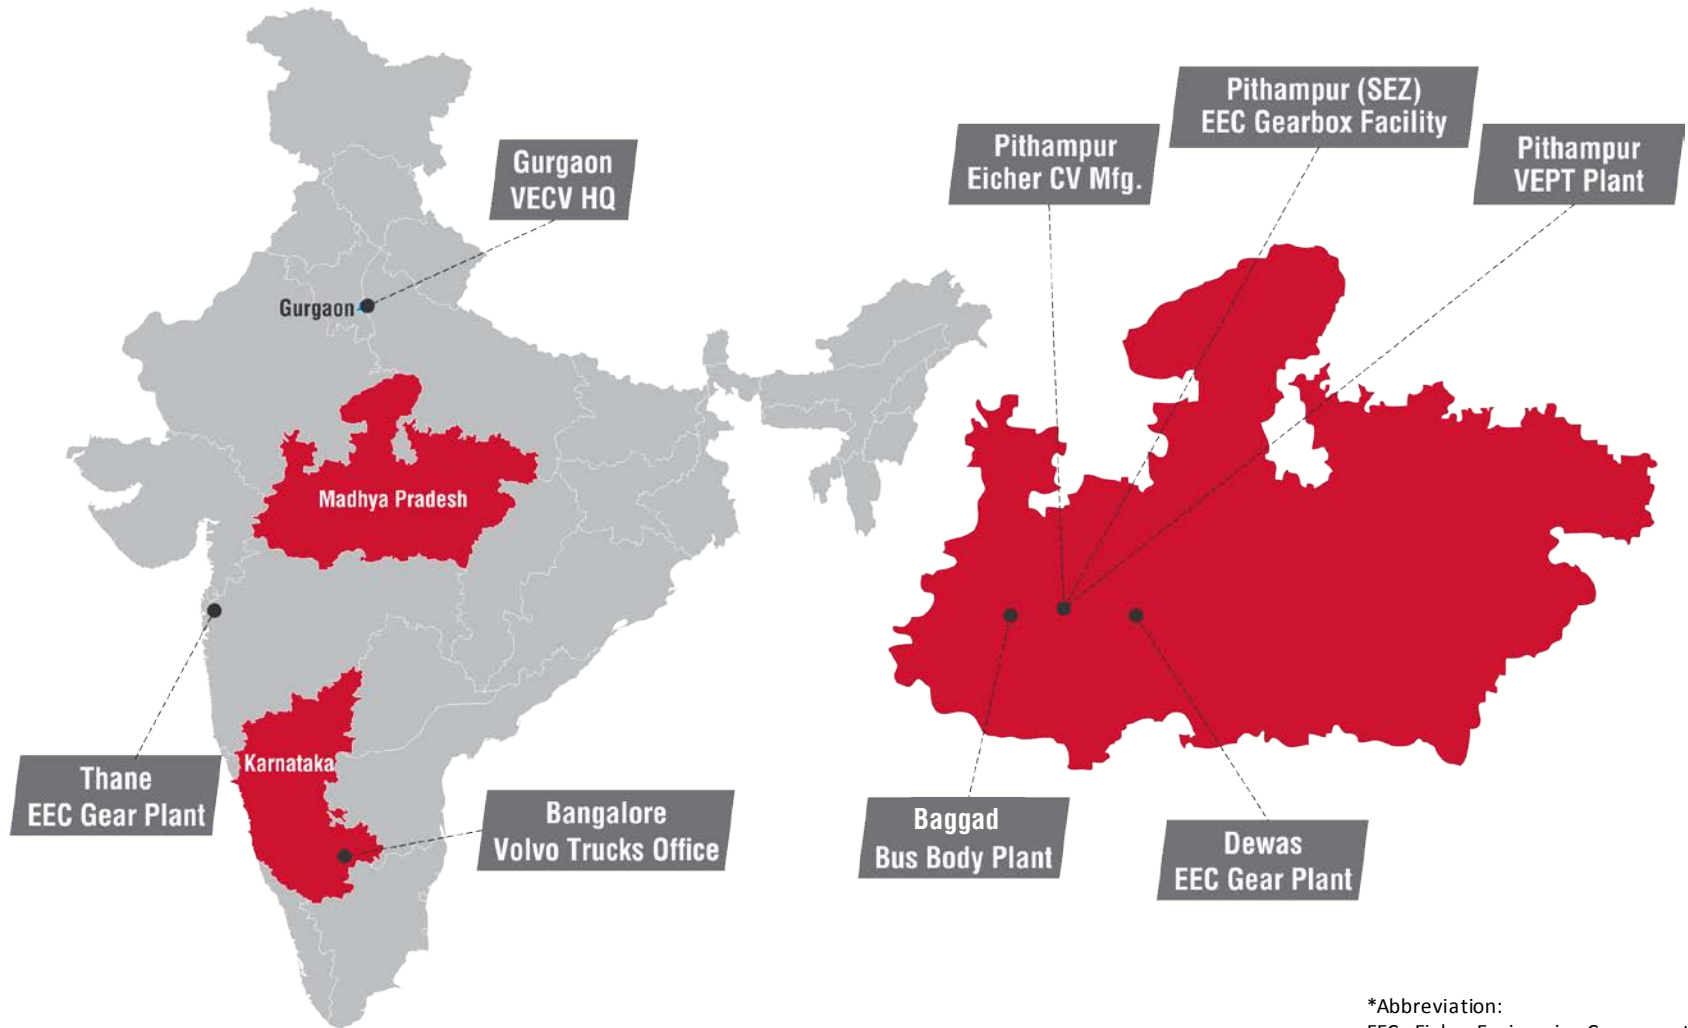 Gurgaon
VECV HQ
Gurgaon
Madhya Pradesh
Karnataka
Thane
EEC Gear Plant
Bangalore
Volvo Trucks Office
Pithampur
Eicher CV Mfg.
Pithampur (SEZ)
EEC Gearbox Facility
Pithampur
VEPT Plant
Baggad
Bus Body Plant
Dewas
EEC Gear Plant
*Abbreviation: